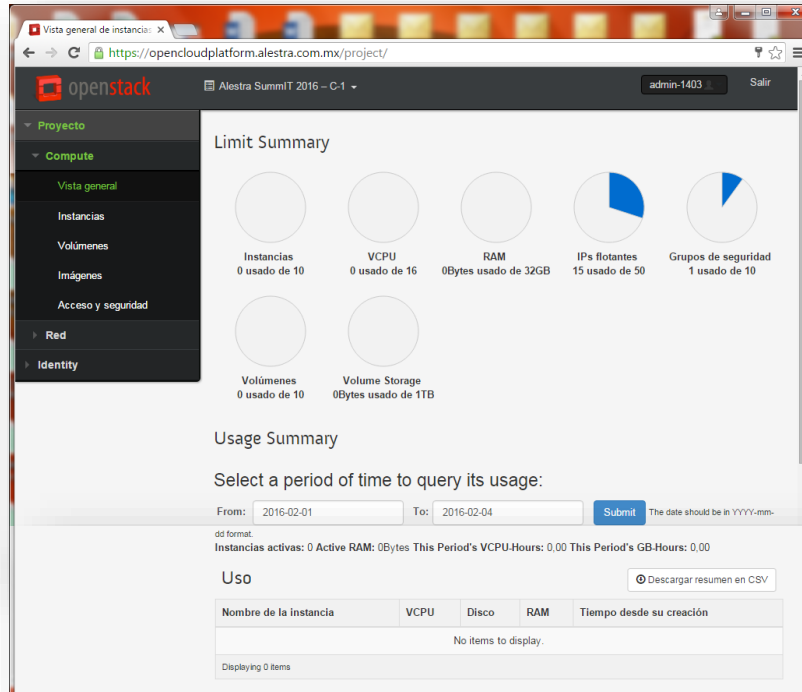 Vista general de instancias
https://opencloudplatform.alestra.com.mx/project/
openstack
Alestra SummIT 2016 – C-1
admin-1403
Salir
Proyecto
Compute
Vista general
Instancias
Volúmenes
Imágenes
Acceso y seguridad
Red
Identity
Limit Summary
Instancias
0 usado de 10
VCPU
0 usado de 16
RAM
0Bytes usado de 32GB
IPs flotantes
15 usado de 50
Grupos de seguridad
1 usado de 10
Volúmenes
0 usado de 10
Volume Storage
0Bytes usado de 1TB
Usage Summary
Select a period of time to query its usage:
From: 2016-02-01 To: 2016-02-04 Submit The date should be in YYYY-mm-
dd format.
Instancias activas: 0 Active RAM: 0Bytes This Period's VCPU-Hours: 0,00 This Period's GB-Hours: 0,00
Uso
Descargar resumen en CSV
Nombre de la instancia VCPU Disco RAM Tiempo desde su creación
No items to display.
Displaying 0 items